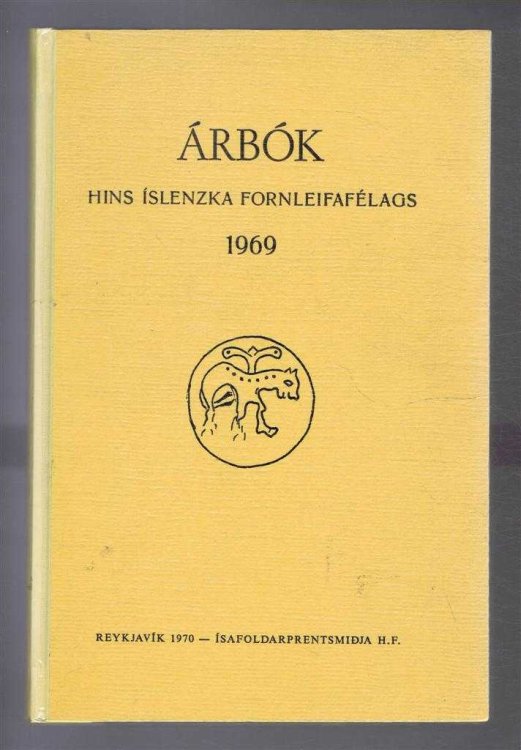 ÁRBÓK
HINS ÍSLENZKA FORNLEIFAFÉLAGS
1969
REYKJAVÍK 1970 — ÍSAFOLDARPRENTSMIÐJA H.F.